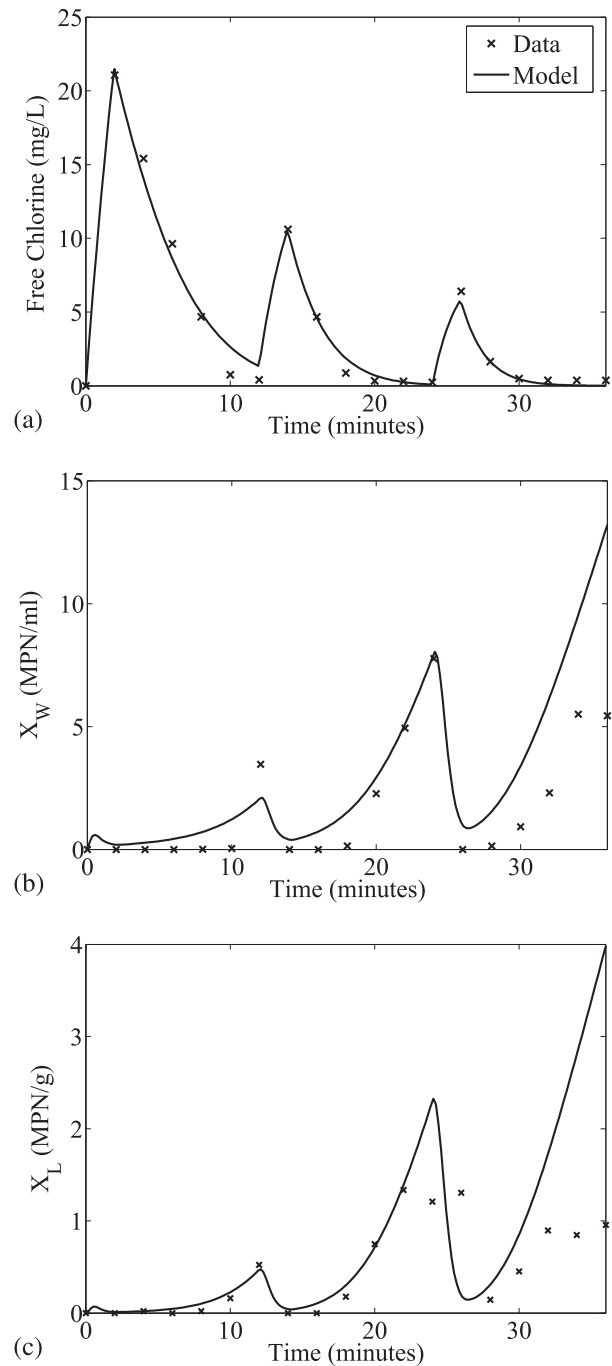 25
20
15
10
5
0
Free Chlorine (mg/L)
Data
Model
0 10 20 30
Time (minutes)
(a)
15
10
5
0
X_W (MPN/ml)
0 10 20 30
Time (minutes)
(b)
4
3
2
1
0
X_L (MPN/g)
0 10 20 30
Time (minutes)
(c)